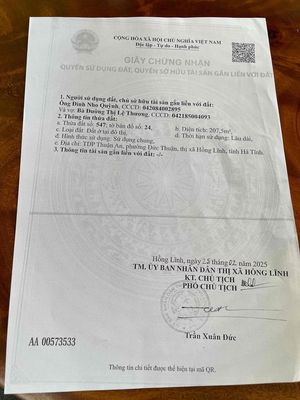 CỘNG HÒA XÃ HỘI CHỦ NGHĨA VIỆT NAM
Độc lập - Tự do - Hạnh phúc
GIẤY CHỨNG NHẬN
QUYỀN SỬ DỤNG ĐẤT, QUYỀN SỞ HỮU TÀI SẢN GẮN LIỀN VỚI ĐẤT
1. Người sử dụng đất, chủ sở hữu tài sản gắn liền với đất:
Ông Đinh Nho Quỳnh, CCCD: 042084002895
Và vợ: Bà Đường Thị Lệ Thương, CCCD: 042185004093
2. Thông tin thửa đất:
a. Thửa đất số: 547; tờ bản đồ số: 24, b. Diện tích: 207,5m²,
c. Loại đất: Đất ở tại đô thị, d. Thời hạn sử dụng: Lâu dài,
đ. Hình thức sử dụng: Sử dụng chung,
e. Địa chỉ: TDP Thuận An, phường Đức Thuận, thị xã Hồng Lĩnh, tỉnh Hà Tĩnh.
3. Thông tin tài sản gắn liền với đất: -/-
Hồng Lĩnh, ngày 25 tháng 02 năm 2025
TM. ỦY BAN NHÂN DÂN THỊ XÃ HỒNG LĨNH
KT. CHỦ TỊCH
PHÓ CHỦ TỊCH
Trần Xuân Đức
AA 00573533
Thông tin chi tiết được thể hiện tại mã QR.